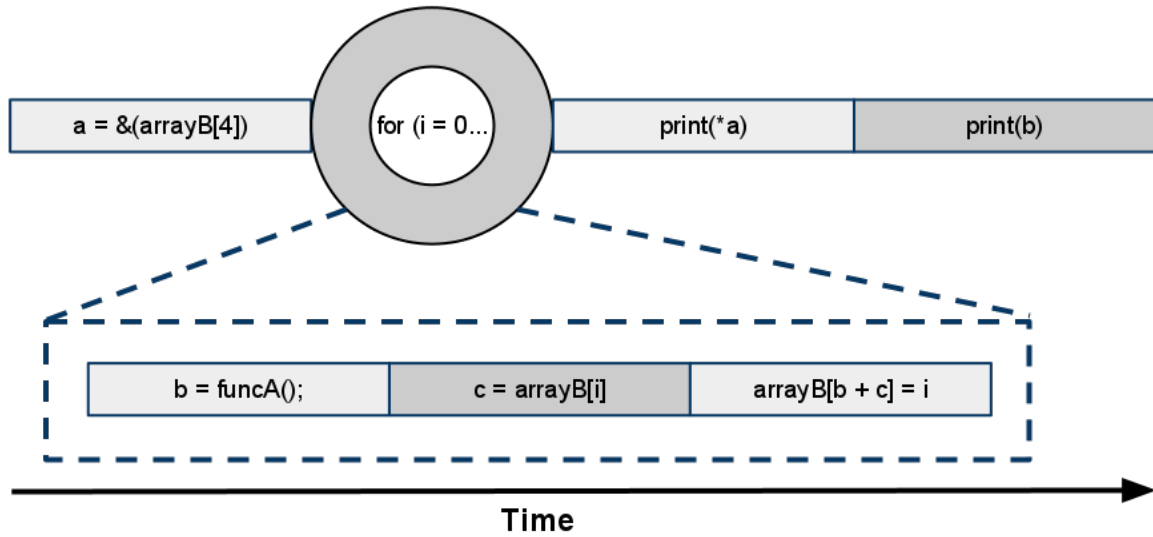 a = &(arrayB[4])
for (i = 0...
print(*a)
print(b)
b = funcA();
c = arrayB[i]
arrayB[b + c] = i
Time